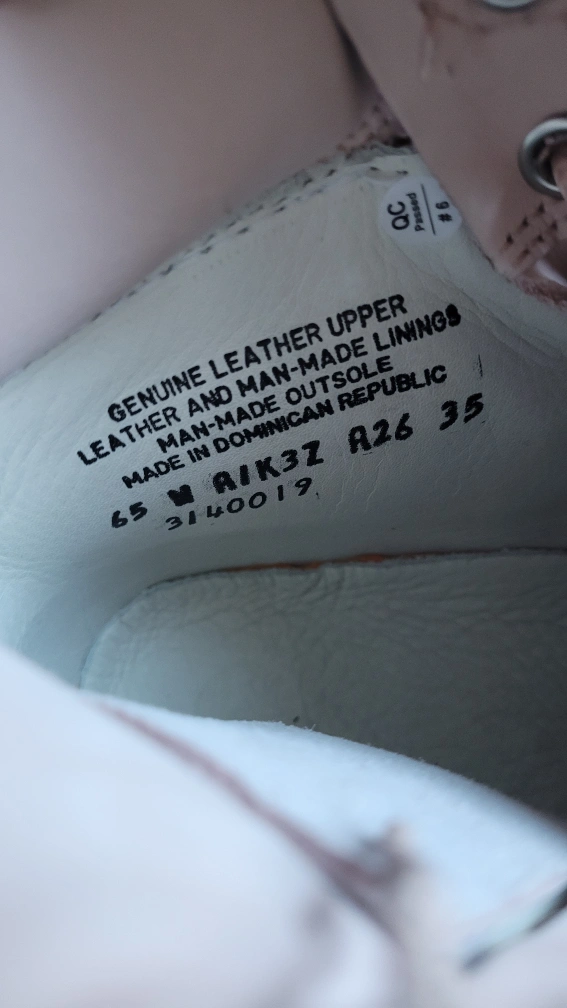 QC
Passed
# 6
GENUINE LEATHER UPPER
LEATHER AND MAN-MADE LININGS
MAN-MADE OUTSOLE
MADE IN DOMINICAN REPUBLIC
65 M A1K3Z A26 35
3140019